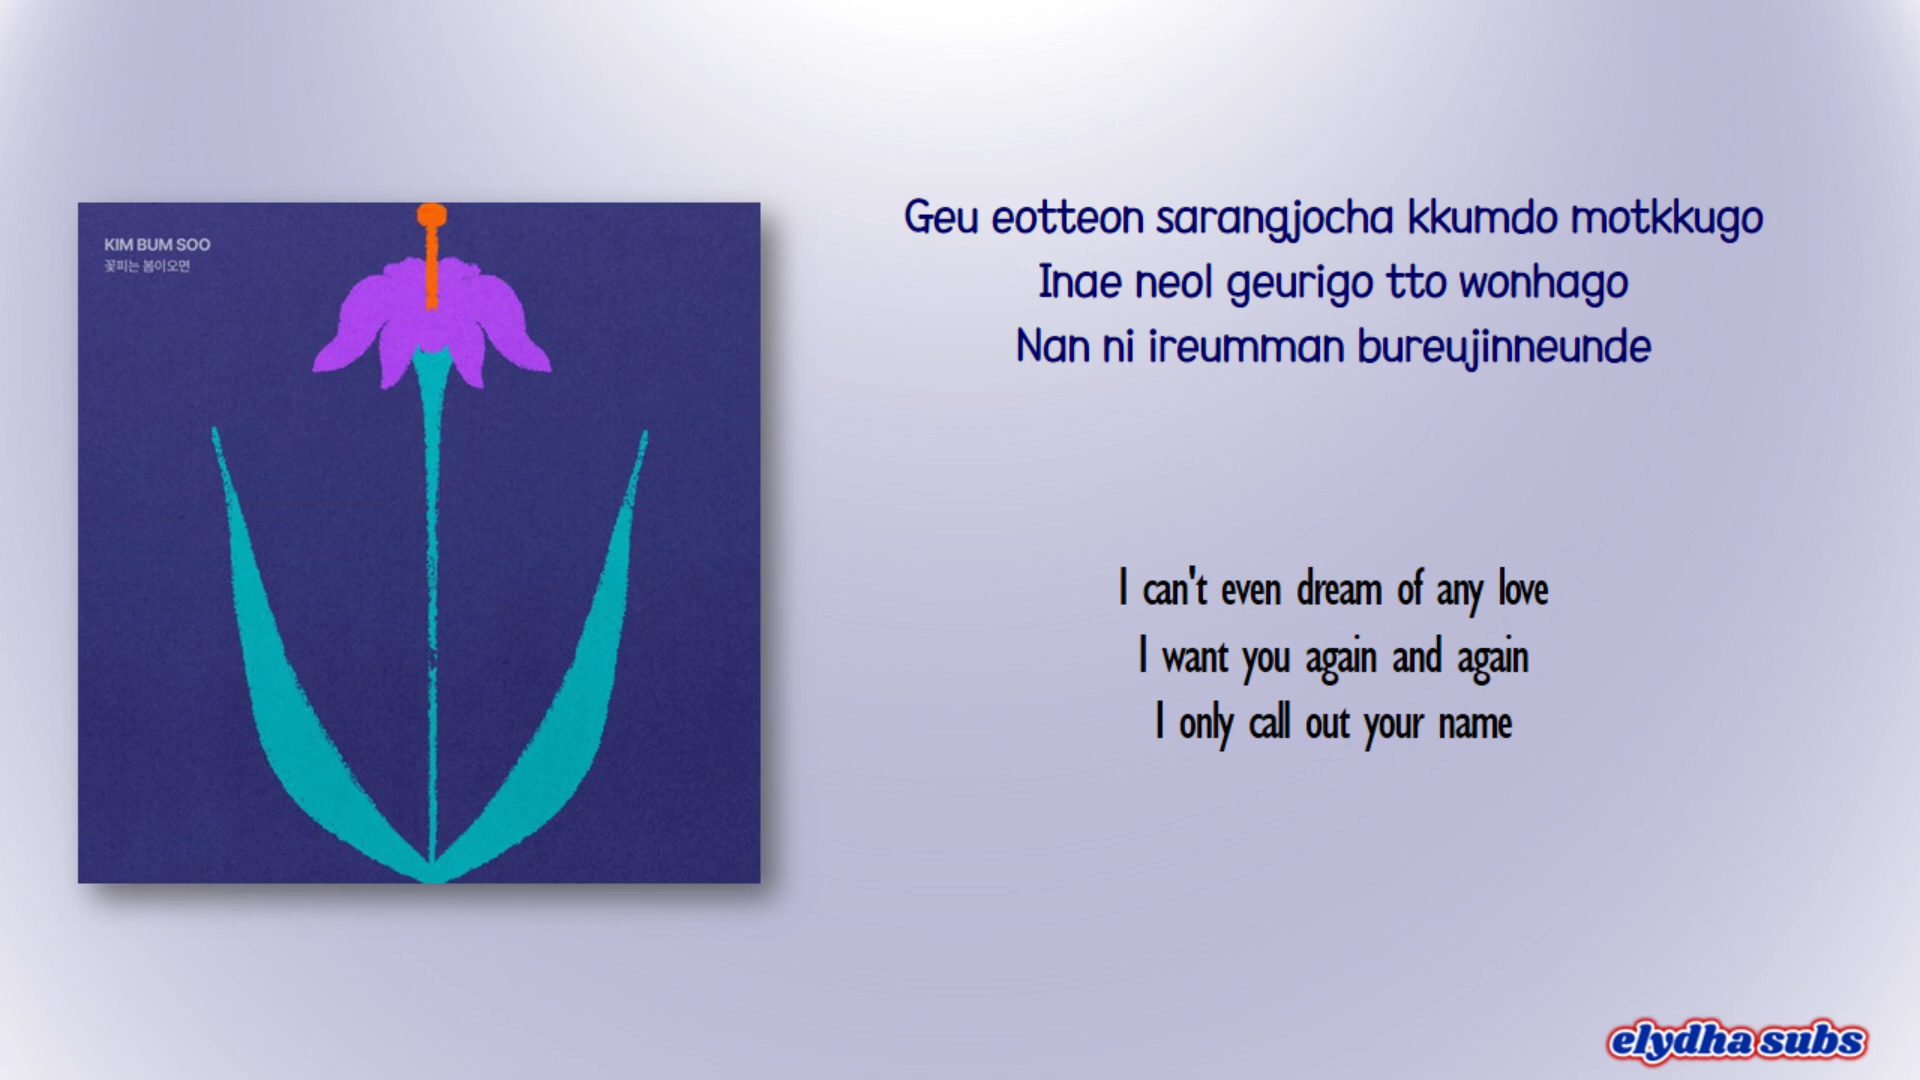 KIM BUM SOO
꽃피는 봄이오면
Geu eotteon sarangjocha kkumdo motkkugo
Inae neol geurigo tto wonhago
Nan ni ireumman bureujinneunde
I can't even dream of any love
I want you again and again
I only call out your name
elydha subs